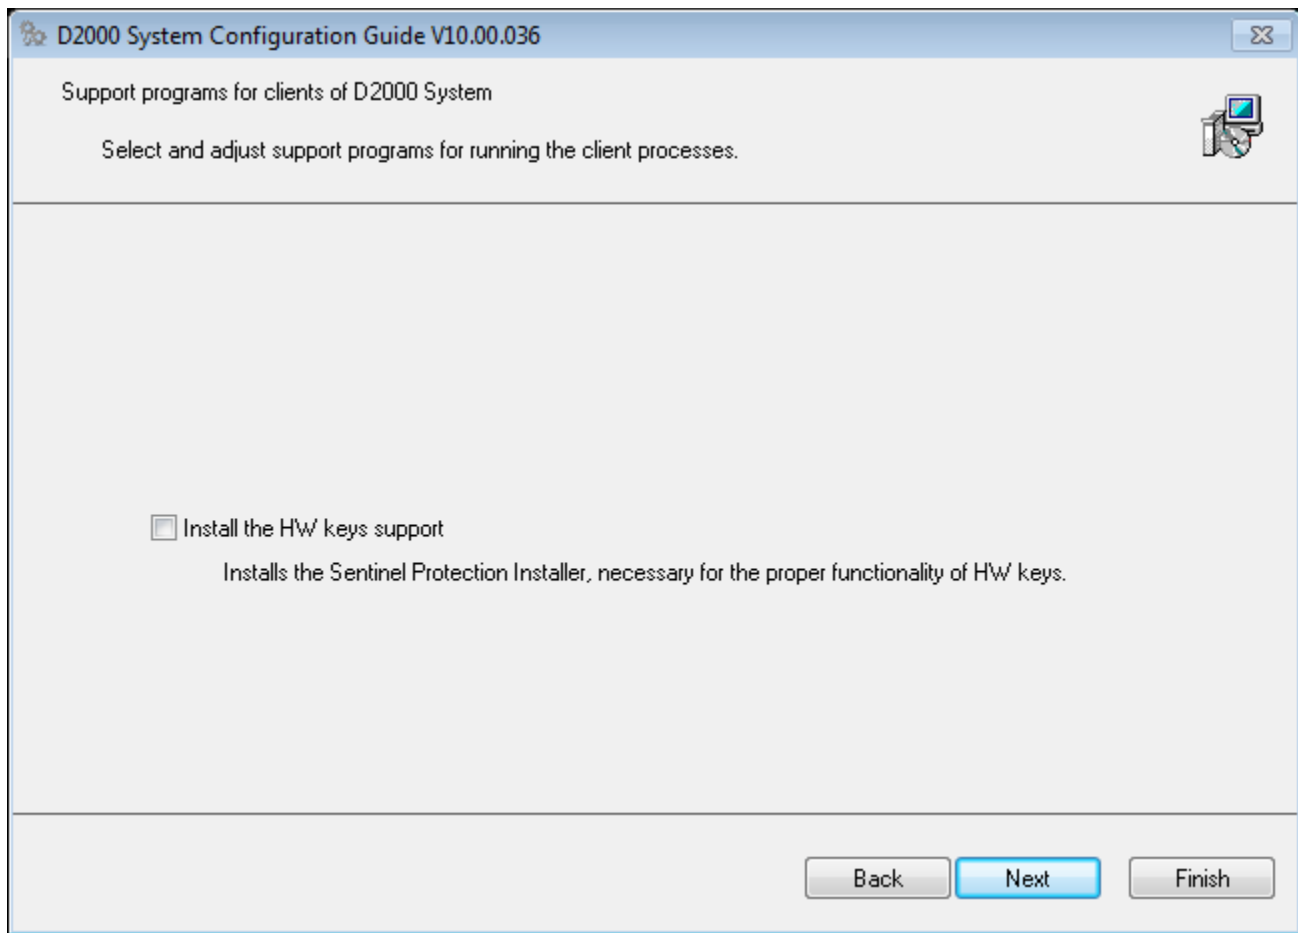 D2000 System Configuration Guide V10.00.036
Support programs for clients of D2000 System
Select and adjust support programs for running the client processes.
Install the HW keys support
Installs the Sentinel Protection Installer, necessary for the proper functionality of HW keys.
Back Next Finish